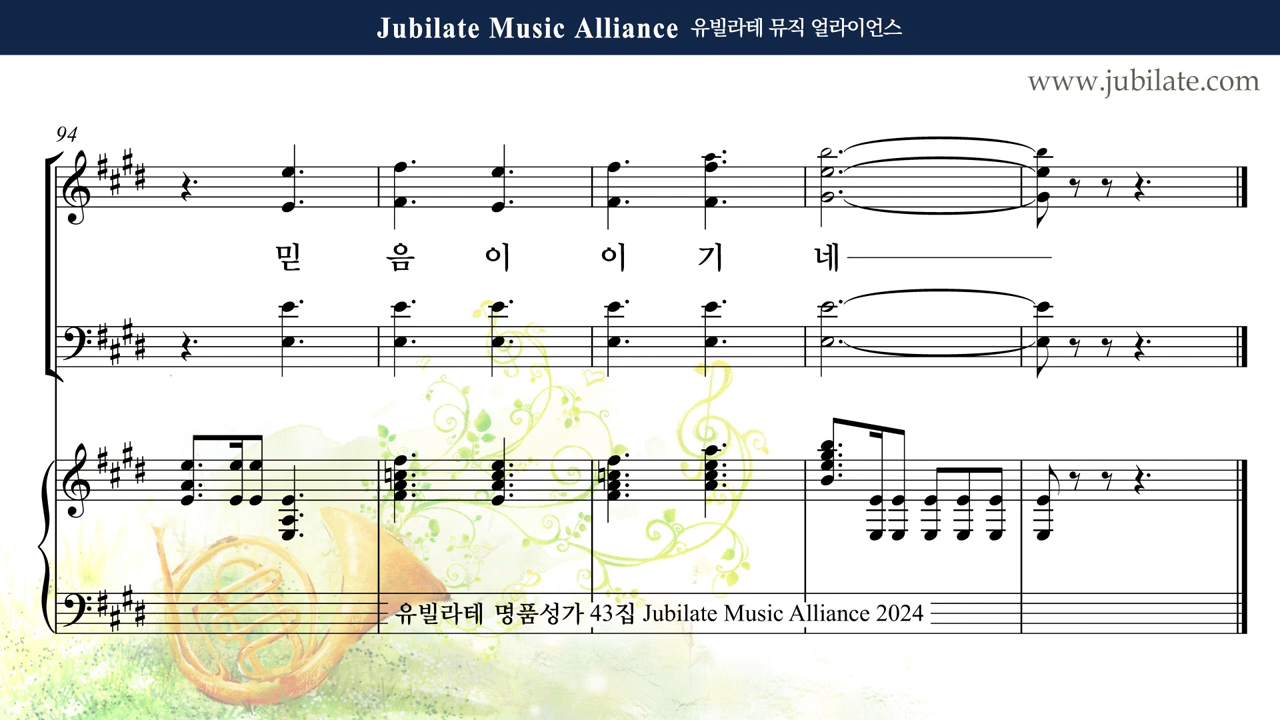 Jubilate Music Alliance 유빌라테 뮤직 얼라이언스
www.jubilate.com
94
믿 음 이 이 기 네
유빌라테 명품성가 43집 Jubilate Music Alliance 2024